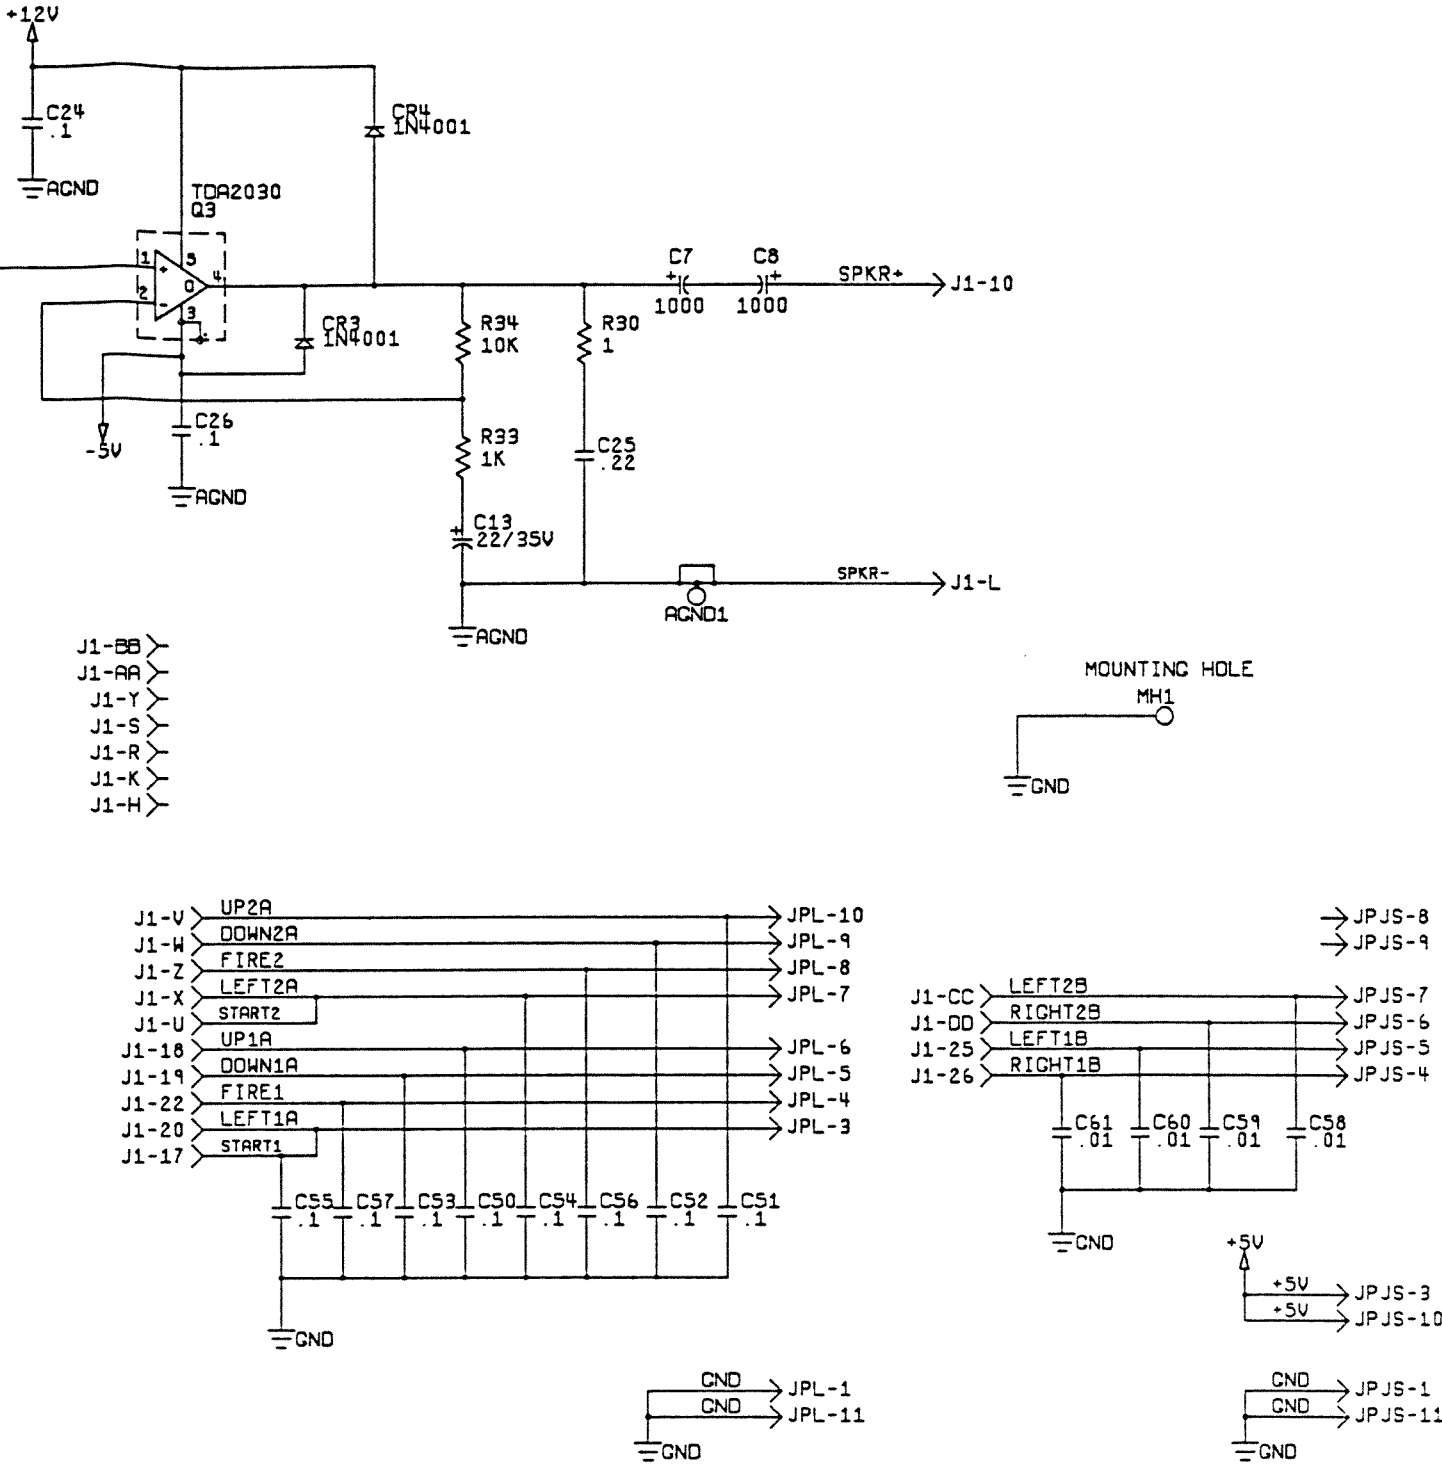 +12V
C24
.1
AGND
CR4
1N4001
TDA2030
Q3
1
+
5
Q
4
2
-
3
CR3
1N4001
-5V
C26
.1
AGND
R34
10K
R33
1K
C13
22/35V
AGND
R30
1
C25
.22
C7
+
1000
C8
+
1000
SPKR+
J1-10
SPKR-
J1-L
AGND1
J1-BB
J1-AA
J1-Y
J1-S
J1-R
J1-K
J1-H
MOUNTING HOLE
MH1
GND
J1-V UP2A JPL-10
J1-W DOWN2A JPL-9
J1-Z FIRE2 JPL-8
J1-X LEFT2A JPL-7
J1-U START2
J1-18 UP1A JPL-6
J1-19 DOWN1A JPL-5
J1-22 FIRE1 JPL-4
J1-20 LEFT1A JPL-3
J1-17 START1
C55 C57 C53 C50 C54 C56 C52 C51
.1 .1 .1 .1 .1 .1 .1 .1
GND
JPJS-8
JPJS-9
J1-CC LEFT2B JPJS-7
J1-DD RIGHT2B JPJS-6
J1-25 LEFT1B JPJS-5
J1-26 RIGHT1B JPJS-4
C61 C60 C59 C58
.01 .01 .01 .01
GND
+5V
+5V JPJS-3
+5V JPJS-10
GND JPL-1
GND JPL-11
GND
GND JPJS-1
GND JPJS-11
GND